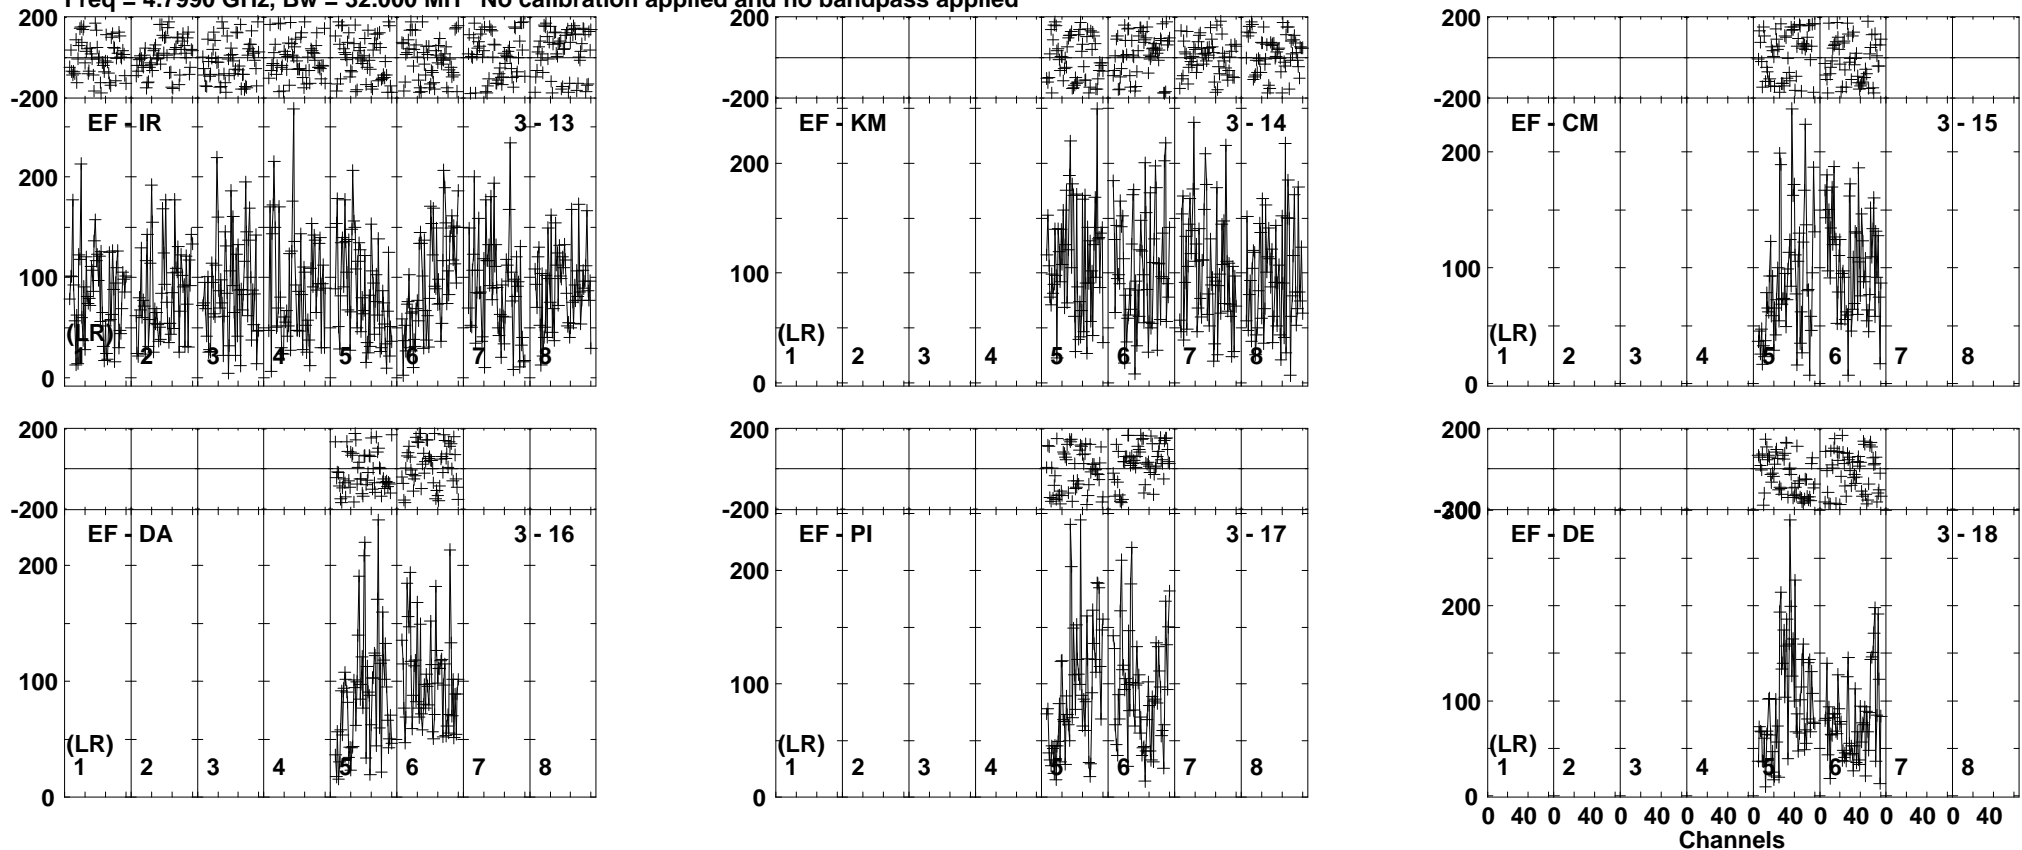 Freq = 4.7990 GHz, Bw = 32.000 MH No calibration applied and no bandpass applied
200 200 200
-200 -200 -200
EF - IR 3 - 13 EF - KM 3 - 14 EF - CM 3 - 15
200 200 200
100 100 100
(LR) (LR) (LR)
1 2 3 4 5 6 7 8 1 2 3 4 5 6 7 8 1 2 3 4 5 6 7 8
0 0 0
200 200 200
-200 -200 -200 300
EF - DA 3 - 16 EF - PI 3 - 17 EF - DE 3 - 18
200 200 200
100 100 100
(LR) (LR) (LR)
1 2 3 4 5 6 7 8 1 2 3 4 5 6 7 8 1 2 3 4 5 6 7 8
0 0 0
0 40 0 40 0 40 0 40 0 40 0 40 0 40 0 40
Channels